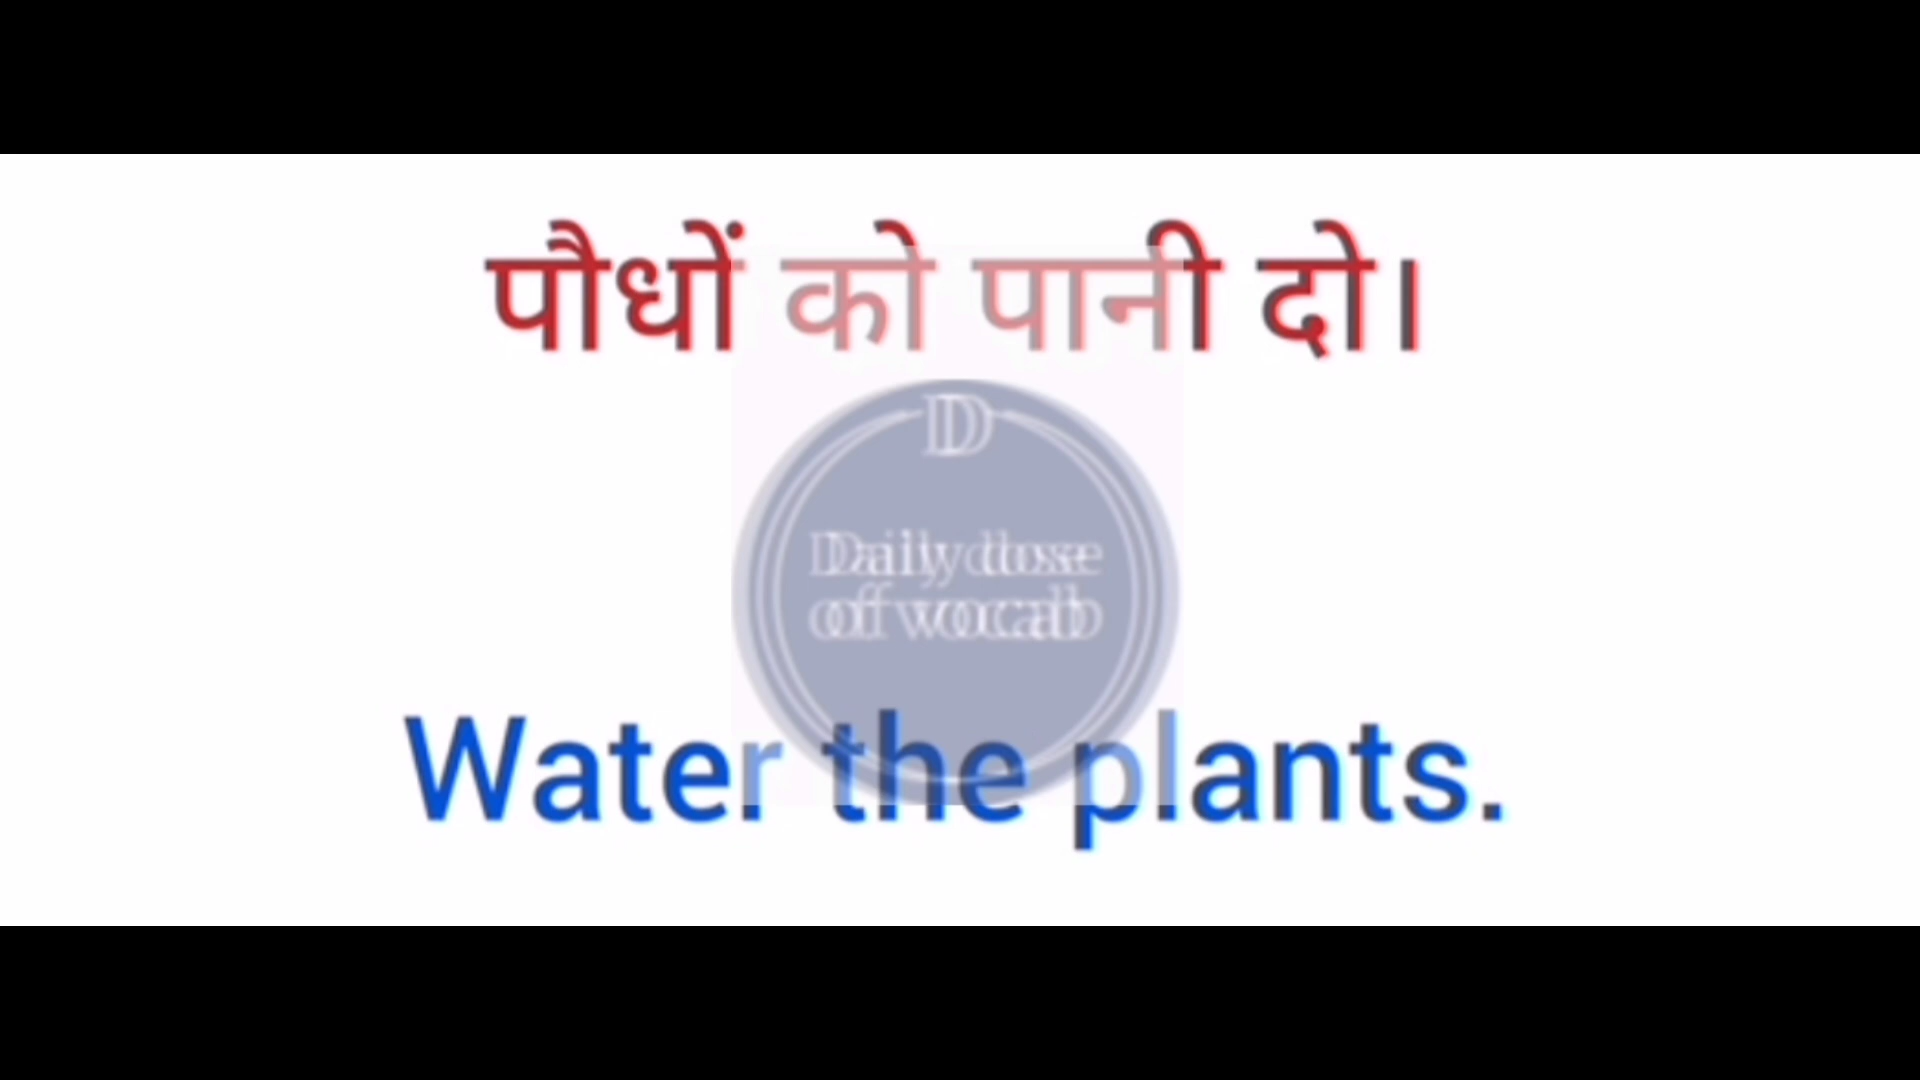 पौधों को पानी दो।
D
Daily dose
of vocab
Water the plants.